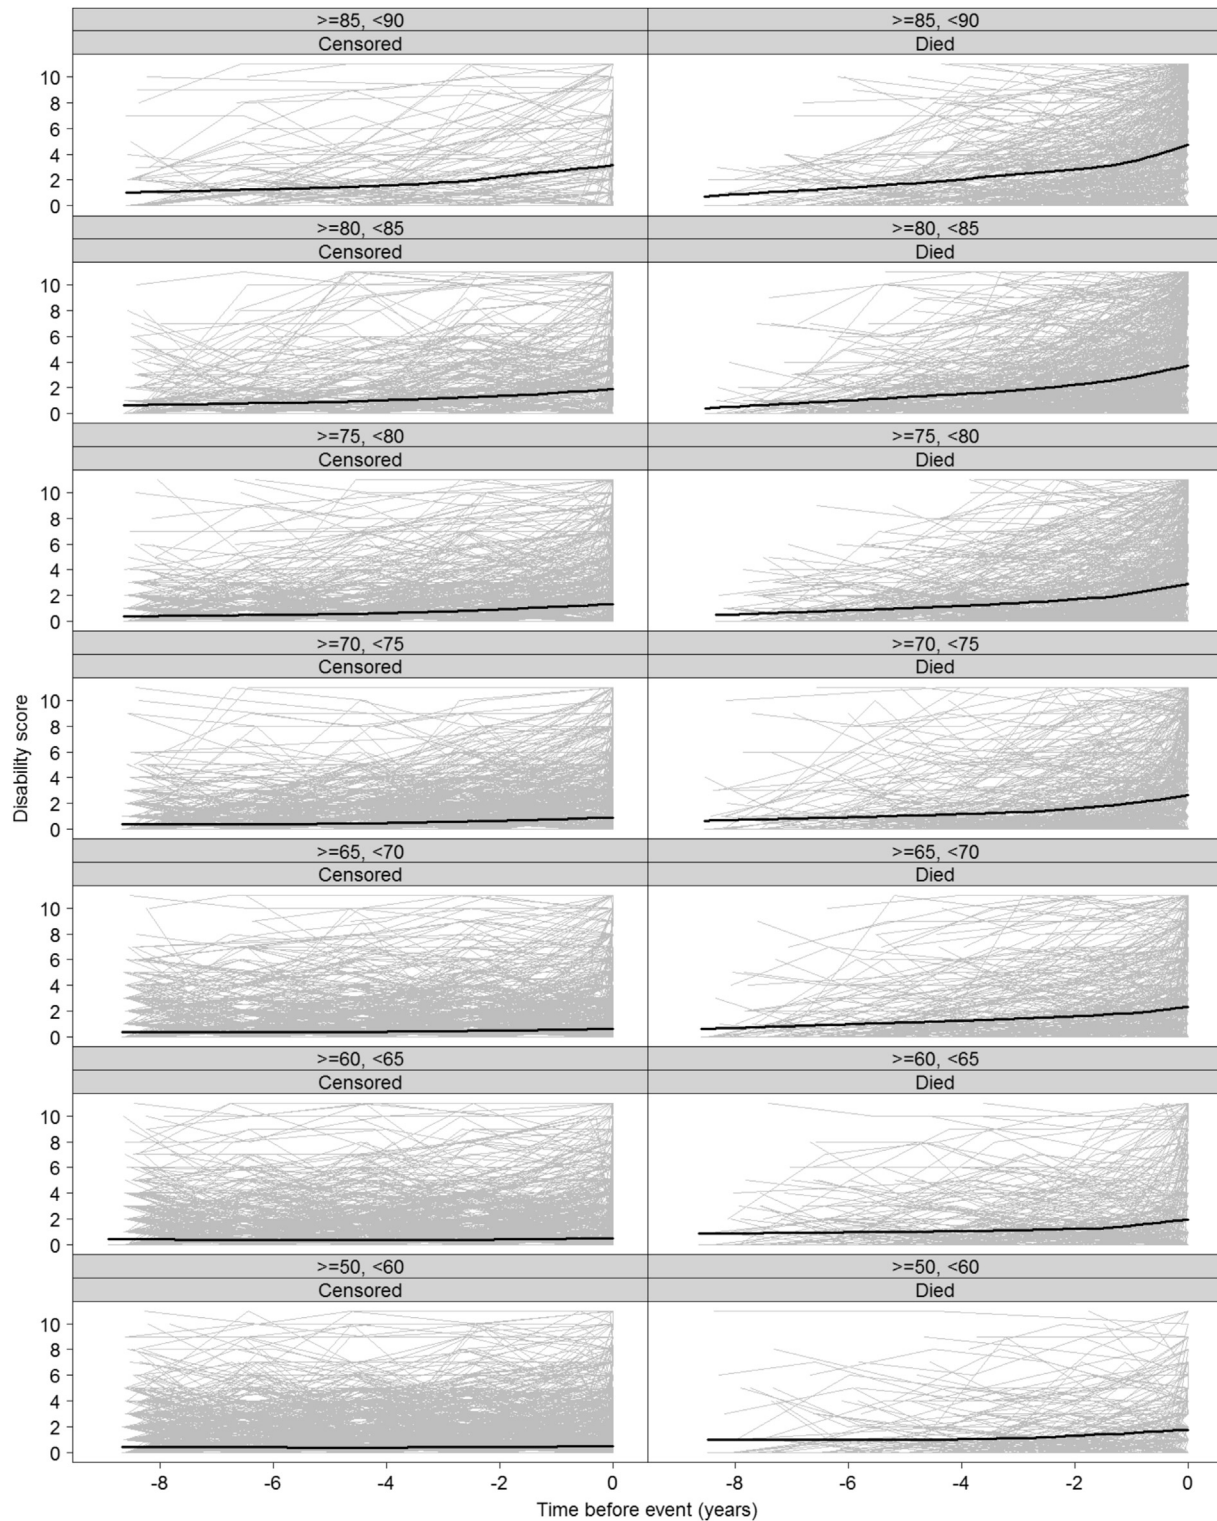 >=85, <90 >=85, <90
Censored Died
10
8
6
4
2
0
>=80, <85 >=80, <85
Censored Died
10
8
6
4
2
0
>=75, <80 >=75, <80
Censored Died
10
8
6
4
2
0
>=70, <75 >=70, <75
Censored Died
10
8
6
4
2
0
Disability score
>=65, <70 >=65, <70
Censored Died
10
8
6
4
2
0
>=60, <65 >=60, <65
Censored Died
10
8
6
4
2
0
>=50, <60 >=50, <60
Censored Died
10
8
6
4
2
0
-8 -6 -4 -2 0 -8 -6 -4 -2 0
Time before event (years)